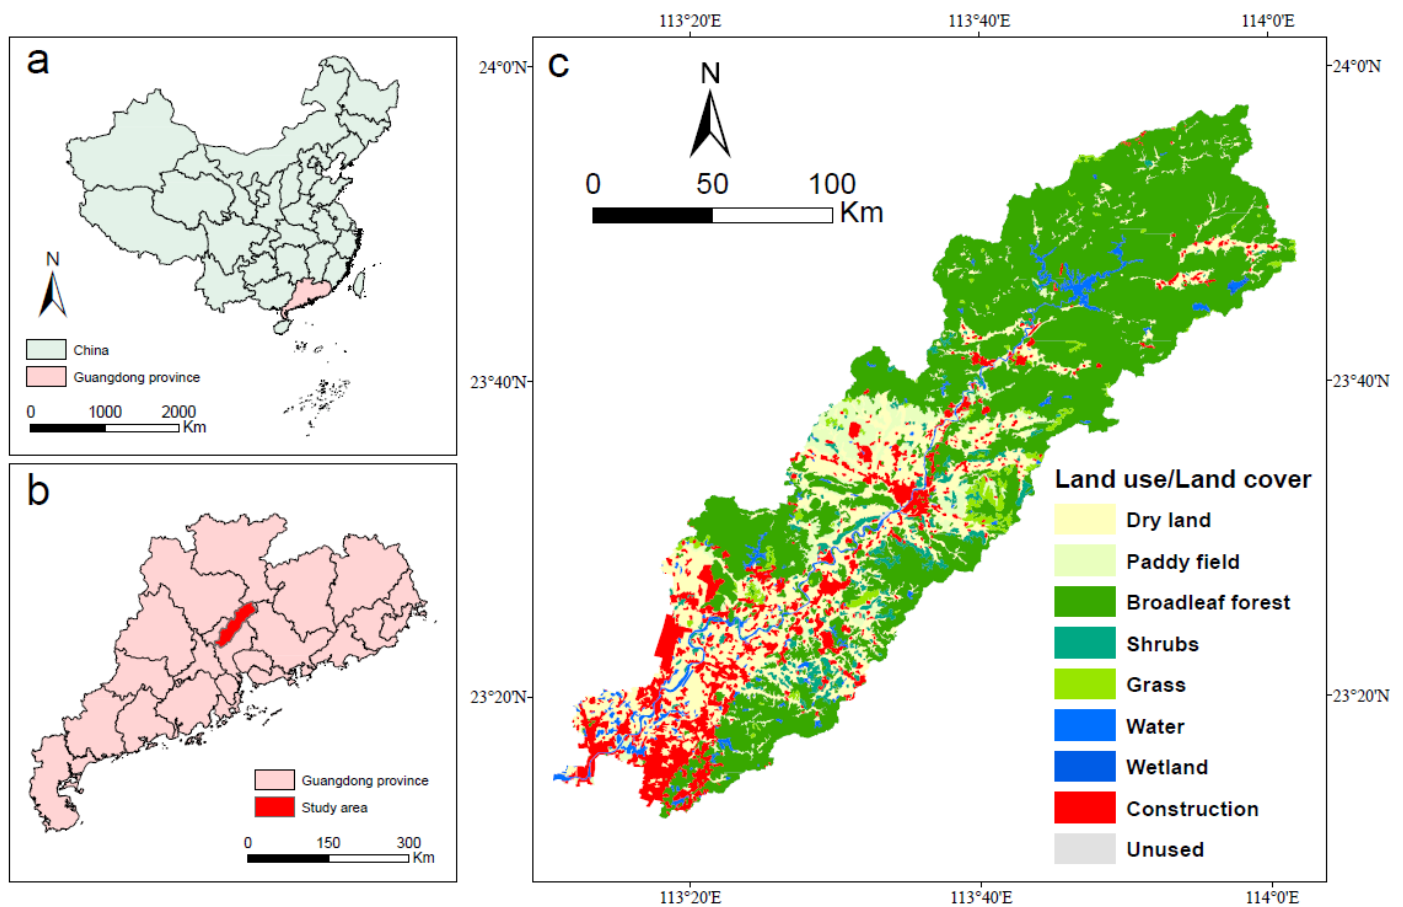 a
N
China
Guangdong province
0 1000 2000
Km
b
Guangdong province
Study area
0 150 300
Km
113°20'E 113°40'E 114°0'E
c
24°0'N 24°0'N
N
0 50 100
Km
23°40'N 23°40'N
Land use/Land cover
Dry land
Paddy field
Broadleaf forest
Shrubs
Grass
Water
Wetland
Construction
Unused
23°20'N 23°20'N
113°20'E 113°40'E 114°0'E